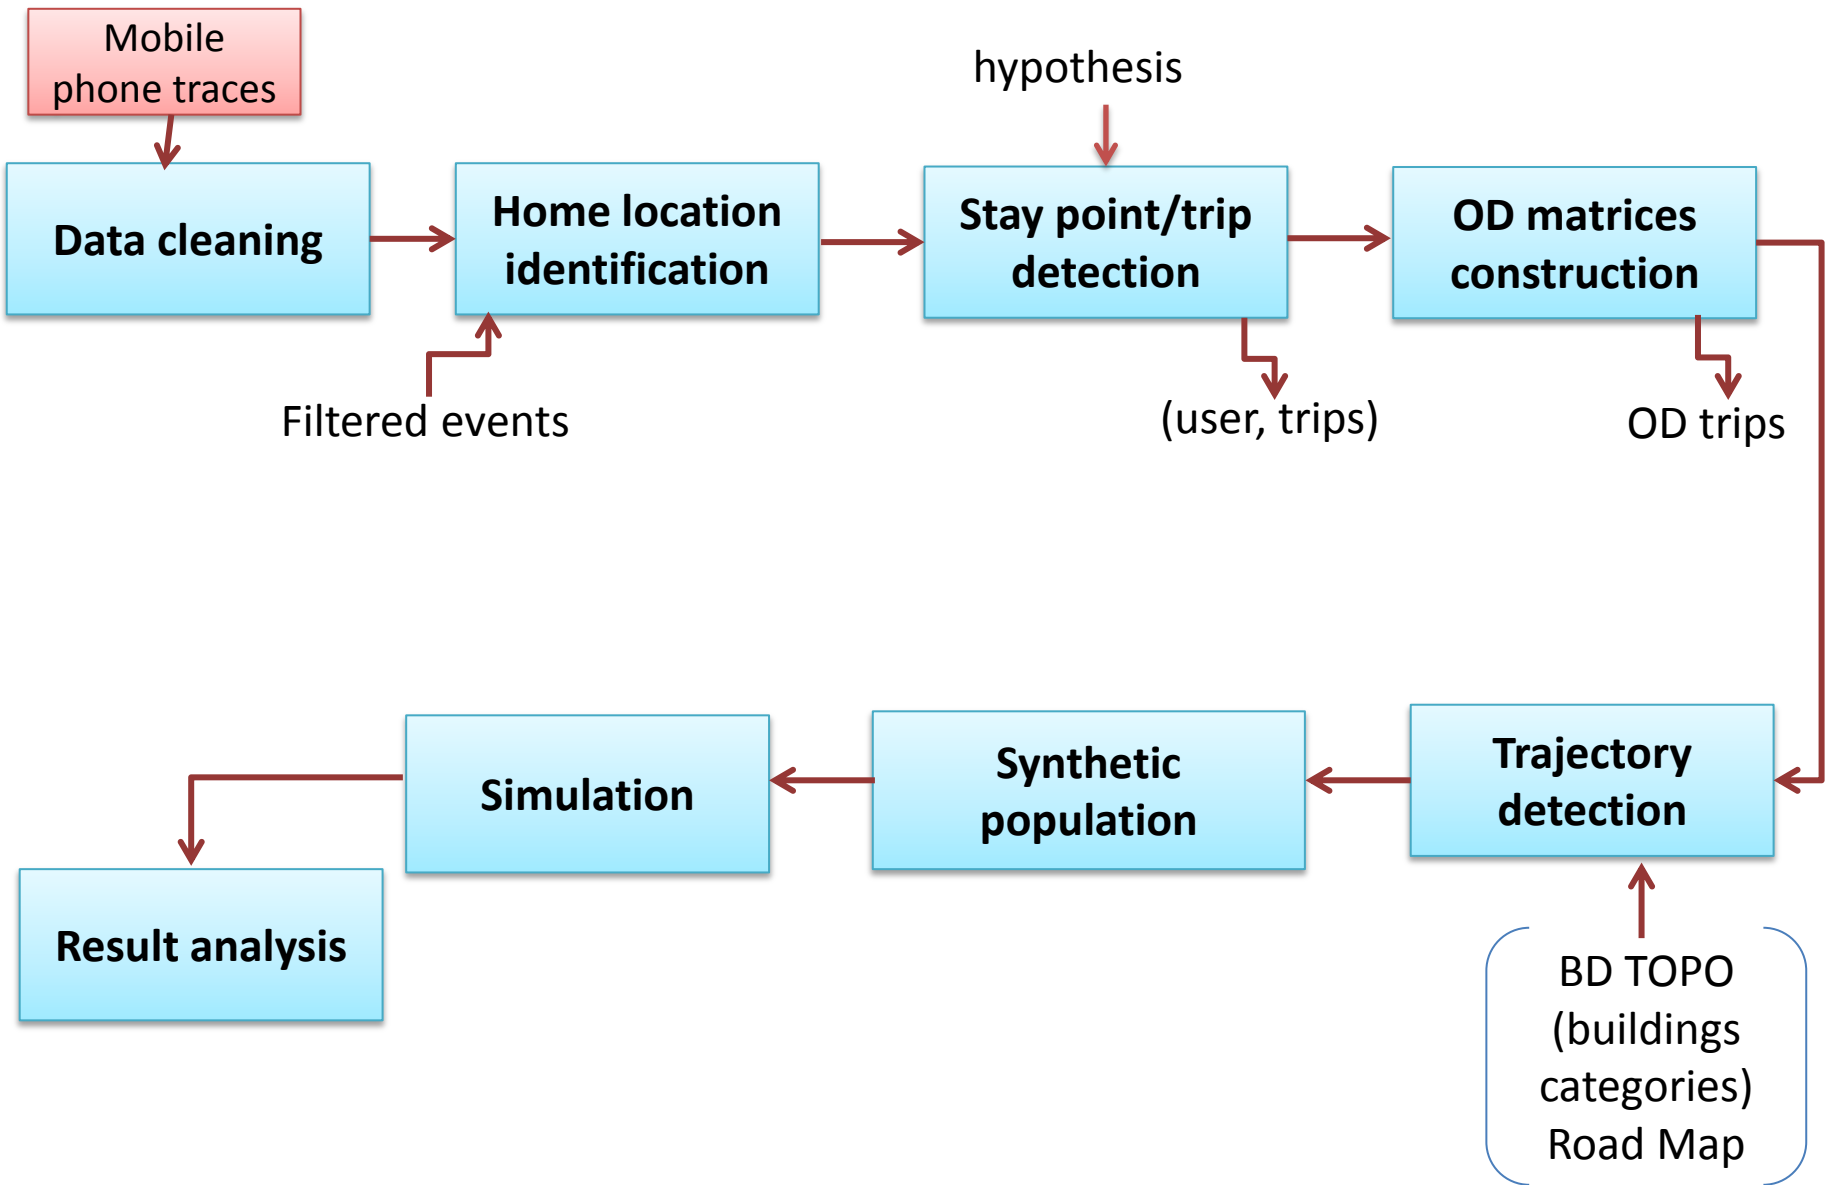 Mobile
phone traces
hypothesis
Data cleaning
Home location
identification
Stay point/trip
detection
OD matrices
construction
Filtered events
(user, trips)
OD trips
Trajectory
detection
Synthetic
population
Simulation
Result analysis
BD TOPO
(buildings
categories)
Road Map